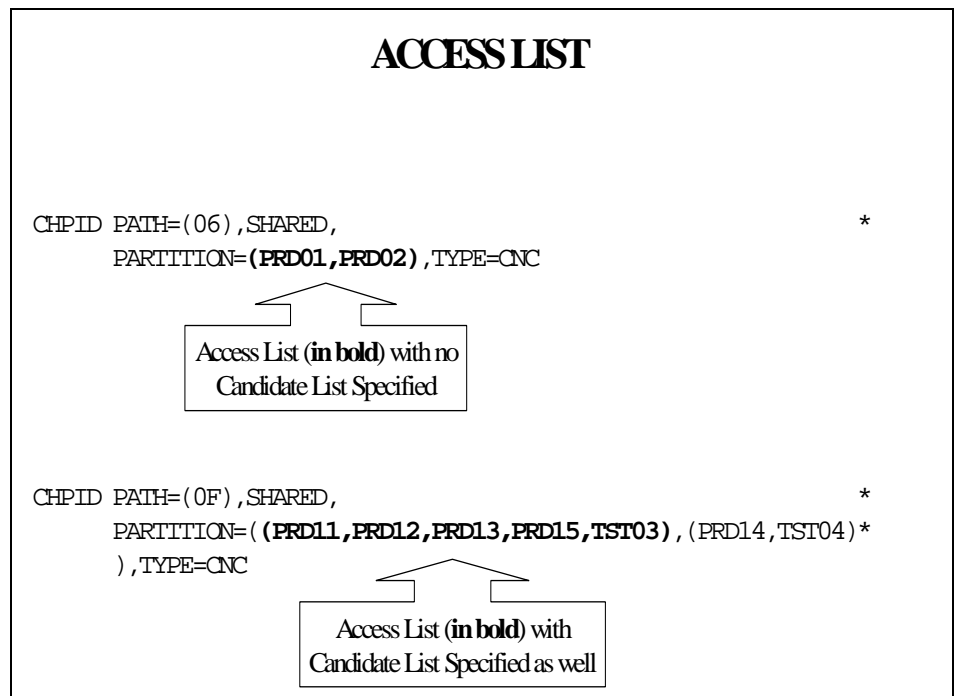 ACCESS LIST
CHPID PATH=(06),SHARED, *
PARTITION=(PRD01,PRD02),TYPE=CNC
Access List (in bold) with no
Candidate List Specified
CHPID PATH=(0F),SHARED, *
PARTITION=((PRD11,PRD12,PRD13,PRD15,TST03),(PRD14,TST04)*
),TYPE=CNC
Access List (in bold) with
Candidate List Specified as well